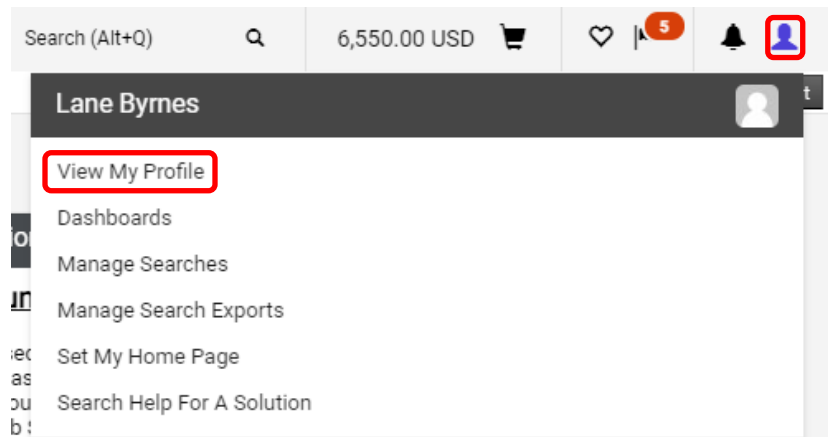 Search (Alt+Q)
6,550.00 USD
5
Lane Byrnes
t
View My Profile
Dashboards
Manage Searches
Manage Search Exports
Set My Home Page
Search Help For A Solution